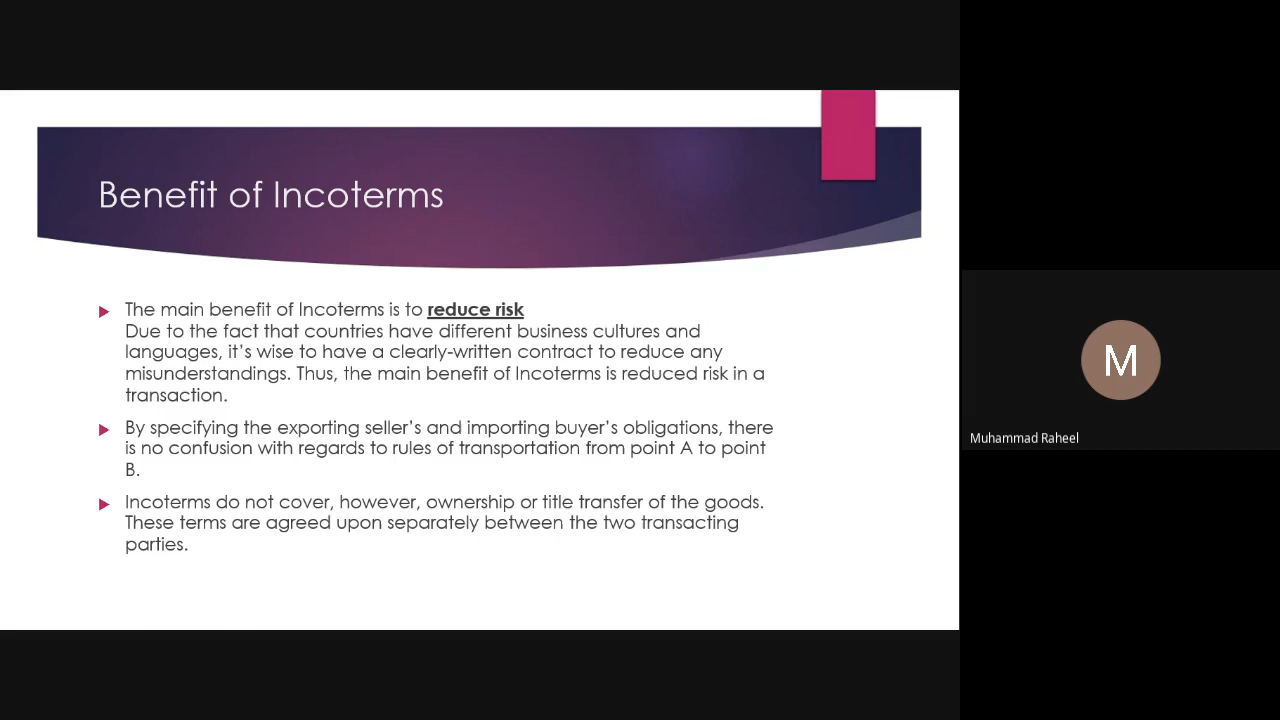 Benefit of Incoterms
The main benefit of Incoterms is to reduce risk
Due to the fact that countries have different business cultures and
languages, it’s wise to have a clearly-written contract to reduce any
misunderstandings. Thus, the main benefit of Incoterms is reduced risk in a
transaction.
By specifying the exporting seller’s and importing buyer’s obligations, there
is no confusion with regards to rules of transportation from point A to point
B.
Incoterms do not cover, however, ownership or title transfer of the goods.
These terms are agreed upon separately between the two transacting
parties.
M
Muhammad Raheel